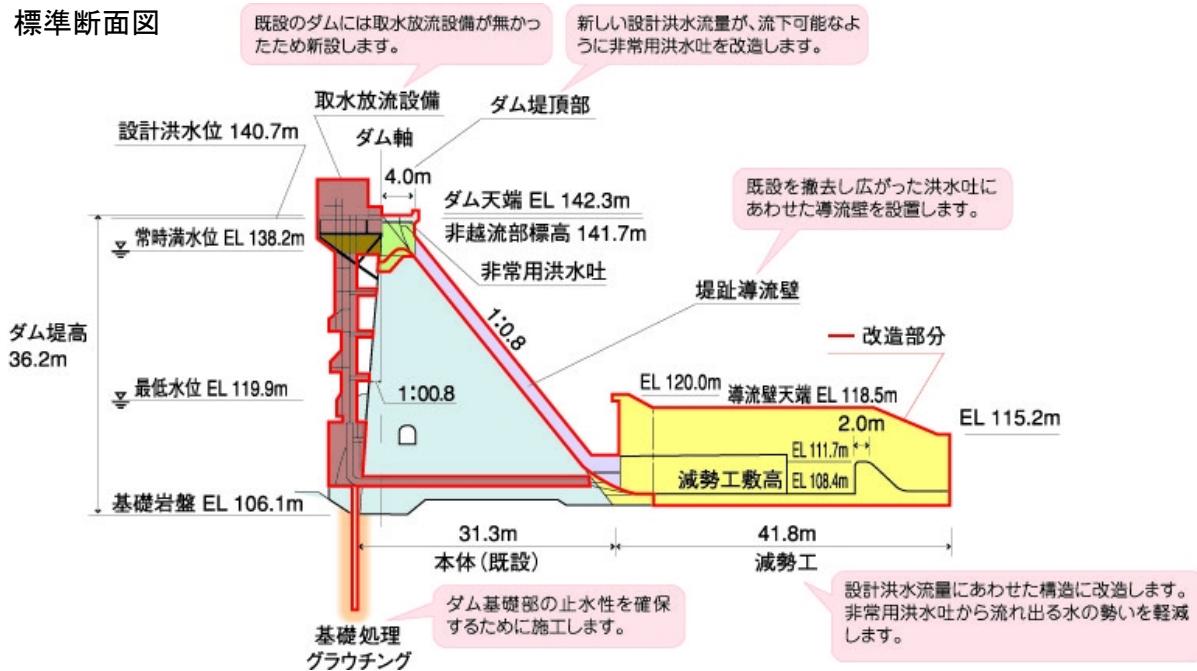 標準断面図
既設のダムには取水放流設備が無かっ
たため新設します。
新しい設計洪水流量が、流下可能なよ
うに非常用洪水吐を改造します。
取水放流設備
ダム堤頂部
設計洪水位 140.7m
ダム軸
4.0m
既設を撤去し広がった洪水吐に
あわせた導流壁を設置します。
ダム天端 EL 142.3m
常時満水位 EL 138.2m
非越流部標高 141.7m
非常用洪水吐
堤趾導流壁
1:0.8
ダム堤高
36.2m
改造部分
最低水位 EL 119.9m
1:00.8
EL 120.0m
導流壁天端 EL 118.5m
EL 115.2m
2.0m
EL 111.7m
減勢工敷高
EL 108.4m
基礎岩盤 EL 106.1m
31.3m
41.8m
本体(既設)
減勢工
ダム基礎部の止水性を確保
するために施工します。
設計洪水流量にあわせた構造に改造します。
非常用洪水吐から流れ出る水の勢いを軽減
します。
基礎処理
グラウチング